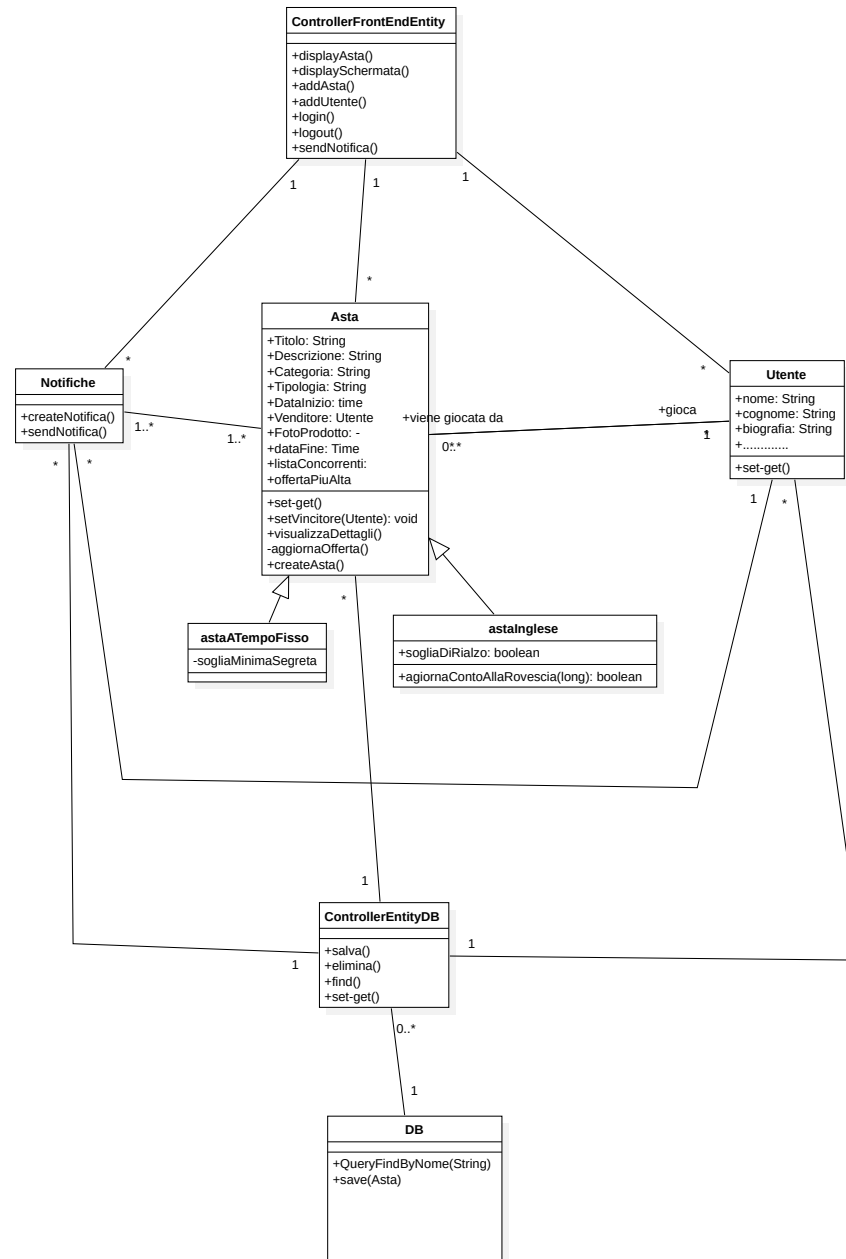 ControllerFrontEndEntity
+displayAsta()
+displaySchermata()
+addAsta()
+addUtente()
+login()
+logout()
+sendNotifica()
1
1
1
*
*
*
Asta
+Titolo: String
+Descrizione: String
+Categoria: String
+Tipologia: String
+DataInizio: time
+Venditore: Utente
+FotoProdotto: -
+dataFine: Time
+listaConcorrenti:
+offertaPiuAlta
+set-get()
+setVincitore(Utente): void
+visualizzaDettagli()
-aggiornaOfferta()
+createAsta()
Notifiche
+createNotifica()
+sendNotifica()
1..*
1..*
*
*
+viene giocata da
0..*
+gioca
1
Utente
+nome: String
+cognome: String
+biografia: String
+.............
+set-get()
1
*
*
astaATempoFisso
-sogliaMinimaSegreta
astaInglese
+sogliaDiRialzo: boolean
+agiornaContoAllaRovescia(long): boolean
1
ControllerEntityDB
+salva()
+elimina()
+find()
+set-get()
1
1
0..*
1
DB
+QueryFindByNome(String)
+save(Asta)